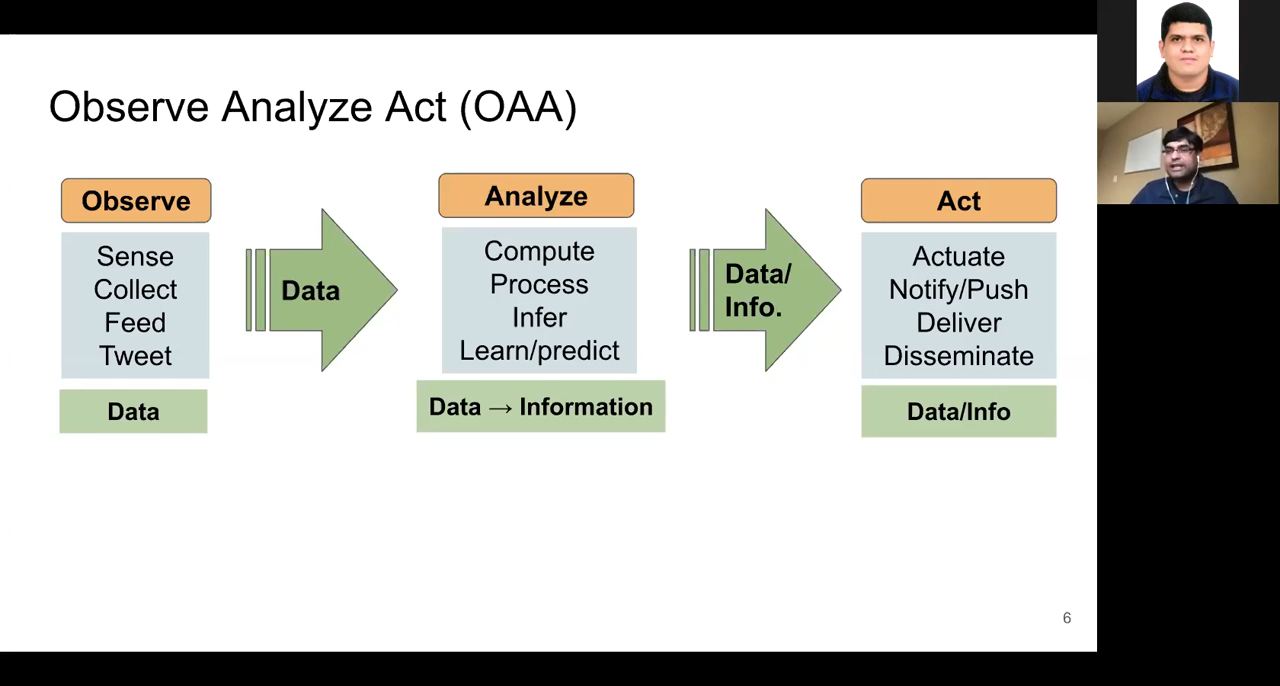 Observe Analyze Act (OAA)
Observe
Sense
Collect
Feed
Tweet
Data
Data
Analyze
Compute
Process
Infer
Learn/predict
Data → Information
Data/
Info.
Act
Actuate
Notify/Push
Deliver
Disseminate
Data/Info
6